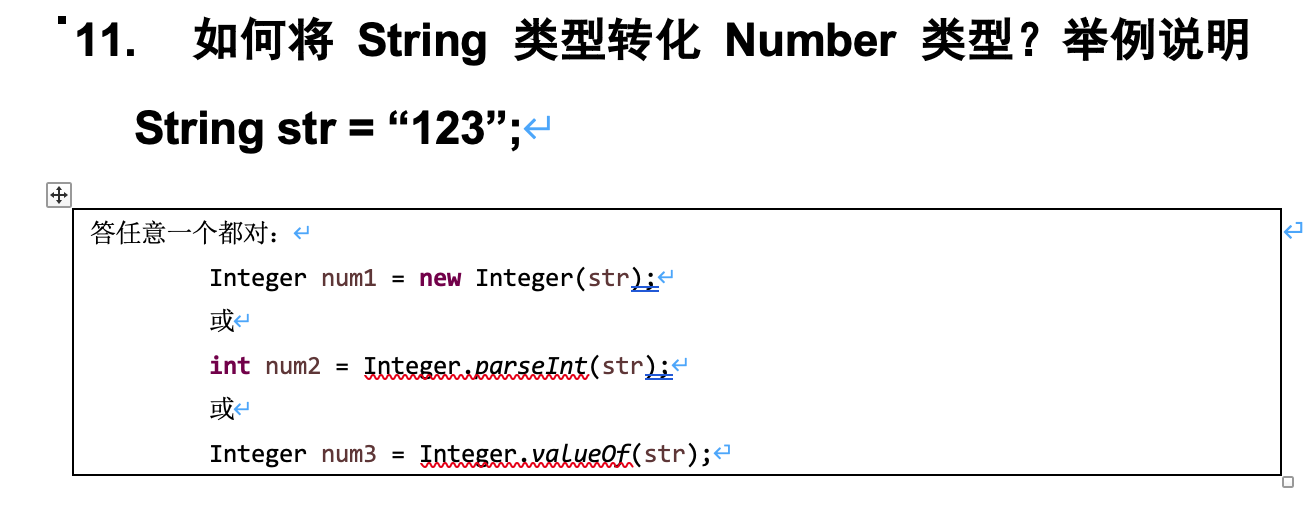 11. 如何将 String 类型转化 Number 类型？举例说明
String str = “123”;
答任意一个都对：
Integer num1 = new Integer(str);
或
int num2 = Integer.parseInt(str);
或
Integer num3 = Integer.valueOf(str);